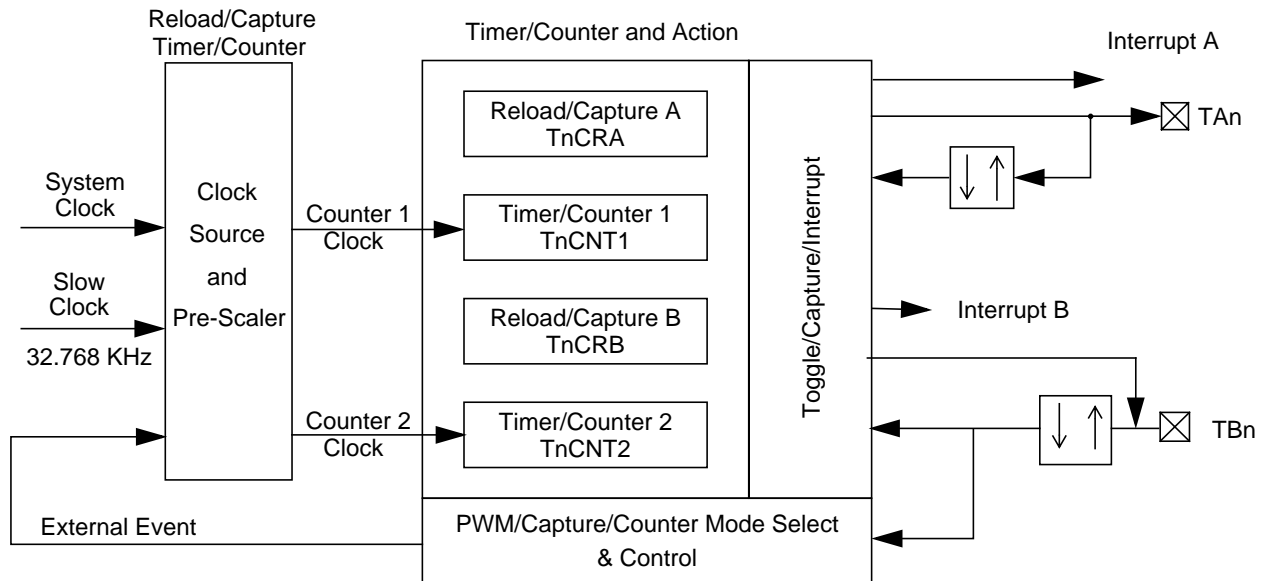 Reload/Capture
Timer/Counter
Timer/Counter and Action
Interrupt A
Reload/Capture A
TnCRA
TAn
System
Clock
Clock
Source
and
Pre-Scaler
Counter 1
Clock
Timer/Counter 1
TnCNT1
Toggle/Capture/Interrupt
Slow
Clock
32.768 KHz
Reload/Capture B
TnCRB
Interrupt B
Counter 2
Clock
Timer/Counter 2
TnCNT2
TBn
External Event
PWM/Capture/Counter Mode Select
& Control